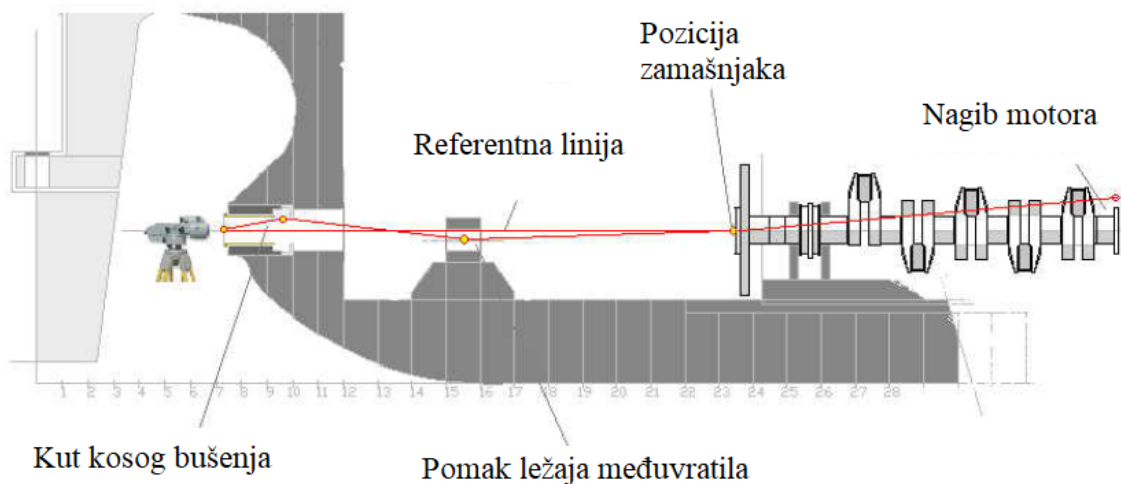 Pozicija
zamašnjaka
Nagib motora
Referentna linija
1 2 3 4 5 6 7 8 9 10 11 12 13 14 15 16 17 18 19 20 21 22 23 24 25 26 27 28
Kut kosog bušenja
Pomak ležaja međuvratila